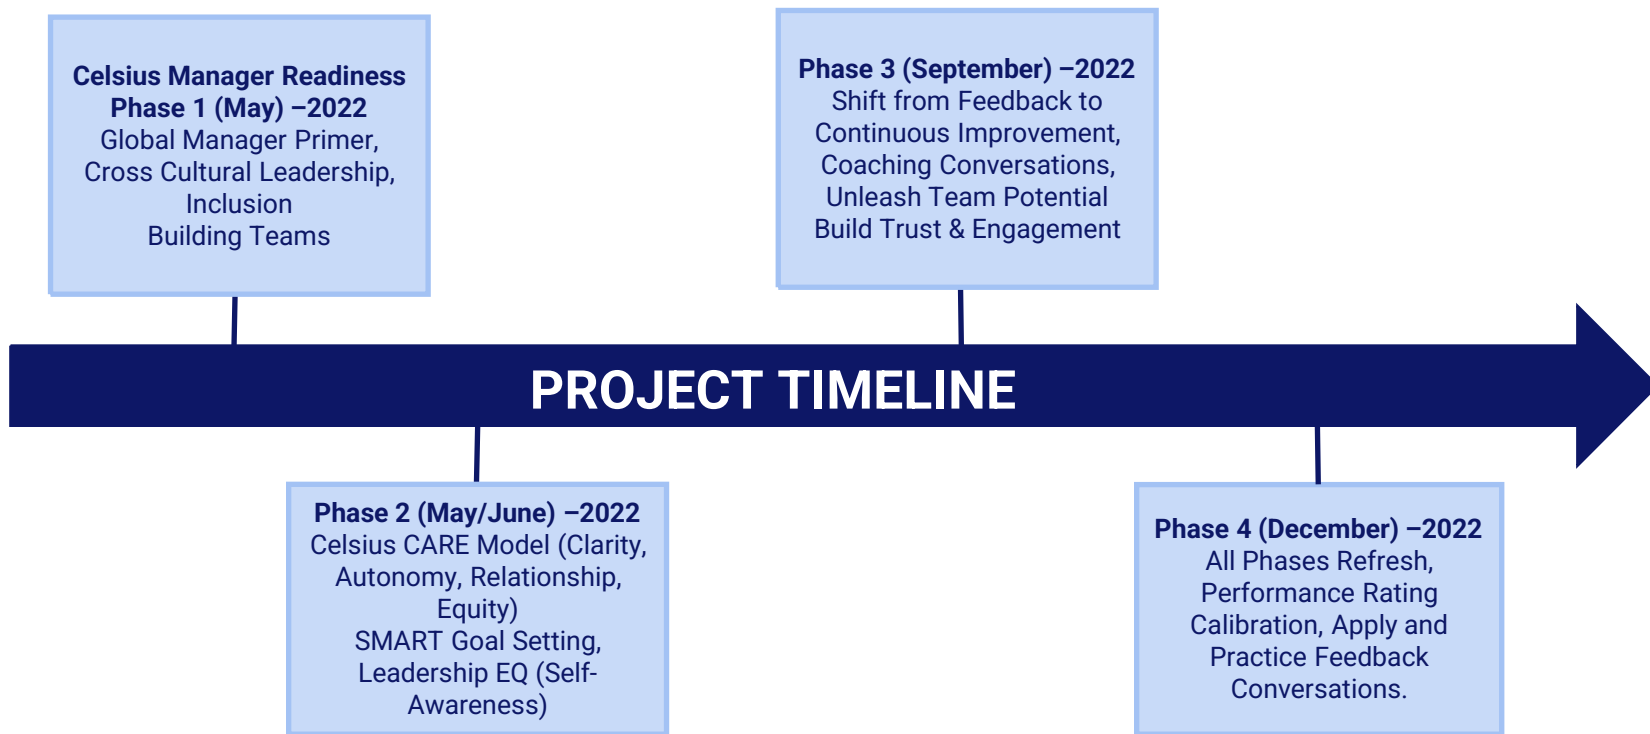 Celsius Manager Readiness
Phase 1 (May) –2022
Global Manager Primer,
Cross Cultural Leadership,
Inclusion
Building Teams
Phase 3 (September) –2022
Shift from Feedback to
Continuous Improvement,
Coaching Conversations,
Unleash Team Potential
Build Trust & Engagement
PROJECT TIMELINE
Phase 2 (May/June) –2022
Celsius CARE Model (Clarity,
Autonomy, Relationship,
Equity)
SMART Goal Setting,
Leadership EQ (Self-
Awareness)
Phase 4 (December) –2022
All Phases Refresh,
Performance Rating
Calibration, Apply and
Practice Feedback
Conversations.